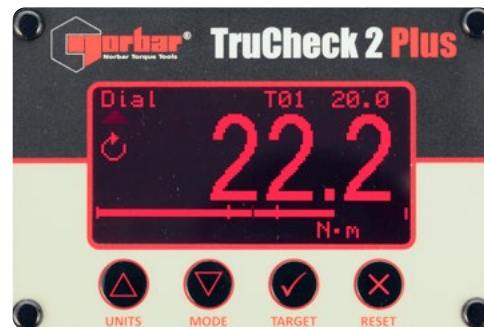 norbar®
Norbar Torque Tools
TruCheck 2 Plus
Dial T01 20.0
22.2
N·m
UNITS MODE TARGET RESET